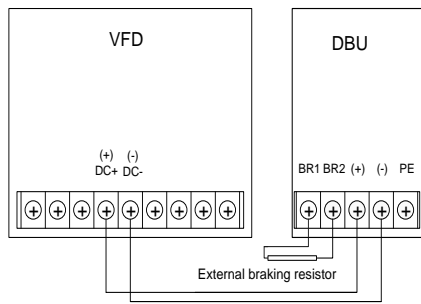 VFD
DBU
(+) (-)
DC+ DC-
BR1 BR2 (+) (-) PE
External braking resistor